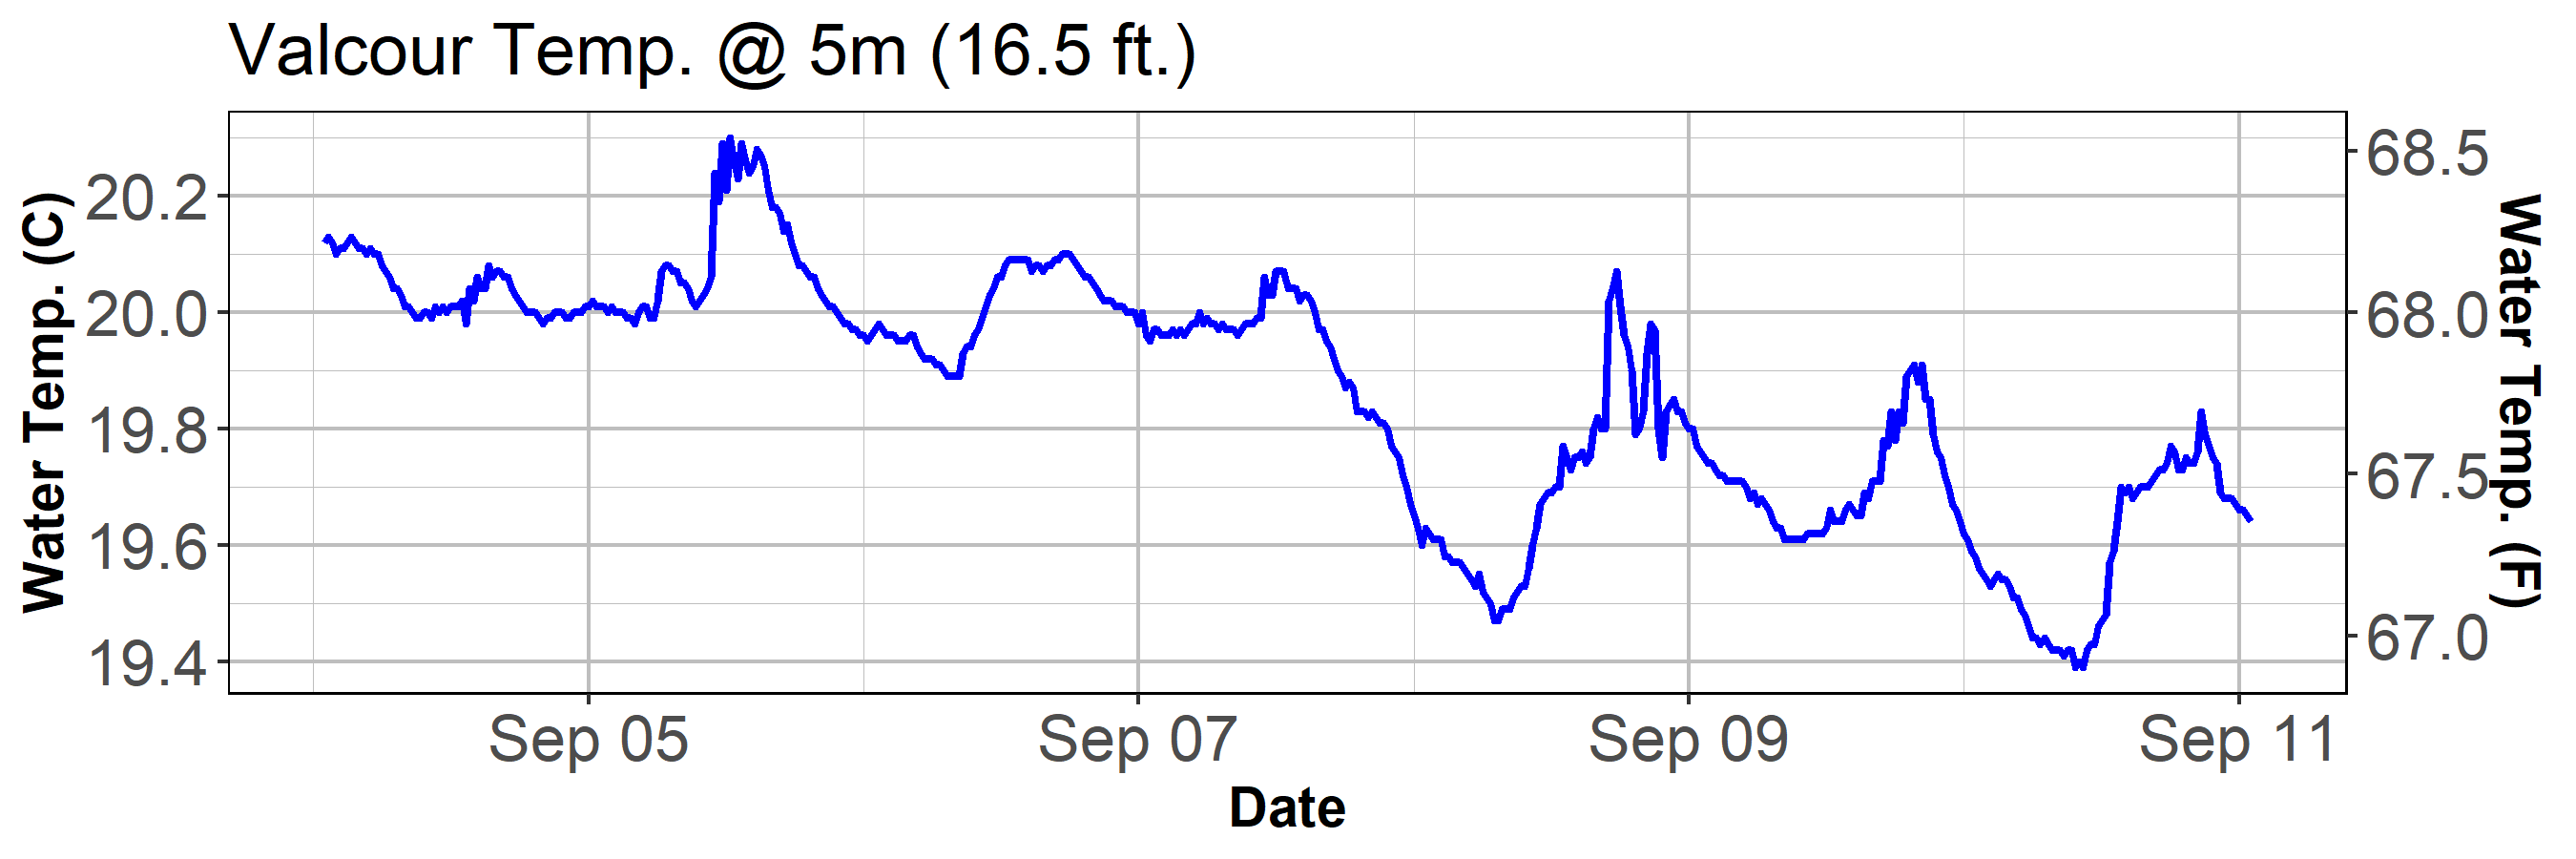 Valcour Temp. @ 5m (16.5 ft.)
Water Temp. (C)
20.2
20.0
19.8
19.6
19.4
68.5
68.0
67.5
67.0
Water Temp. (F)
Sep 05
Sep 07
Sep 09
Sep 11
Date